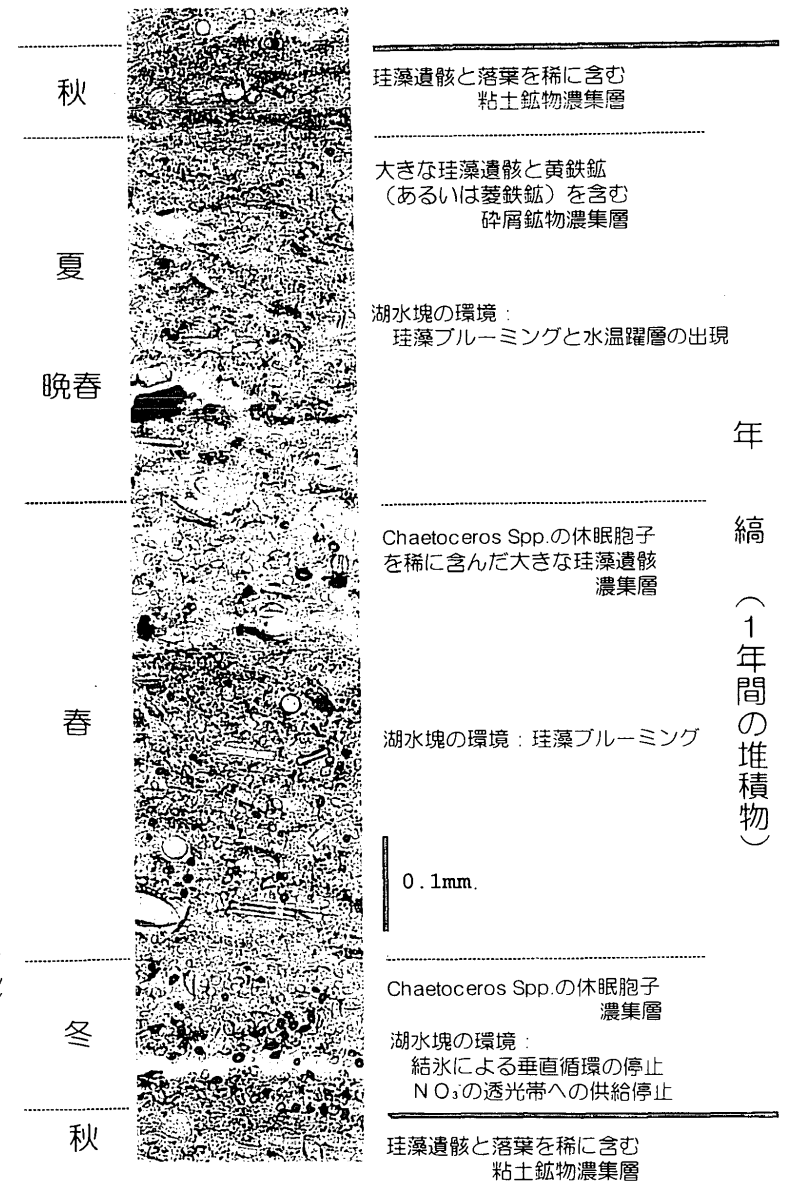 秋
珪藻遺骸と落葉を稀に含む
粘土鉱物濃集層
大きな珪藻遺骸と黄鉄鉱
（あるいは菱鉄鉱）を含む
砕屑鉱物濃集層
夏
湖水塊の環境：
珪藻ブルーミングと水温躍層の出現
晩春
Chaetoceros Spp.の休眠胞子
を稀に含んだ大きな珪藻遺骸
濃集層
春
湖水塊の環境：珪藻ブルーミング
0.1mm.
Chaetoceros Spp.の休眠胞子
濃集層
冬
湖水塊の環境：
結氷による垂直循環の停止
ＮＯ₃の透光帯への供給停止
秋
珪藻遺骸と落葉を稀に含む
粘土鉱物濃集層
年縞（１年間の堆積物）